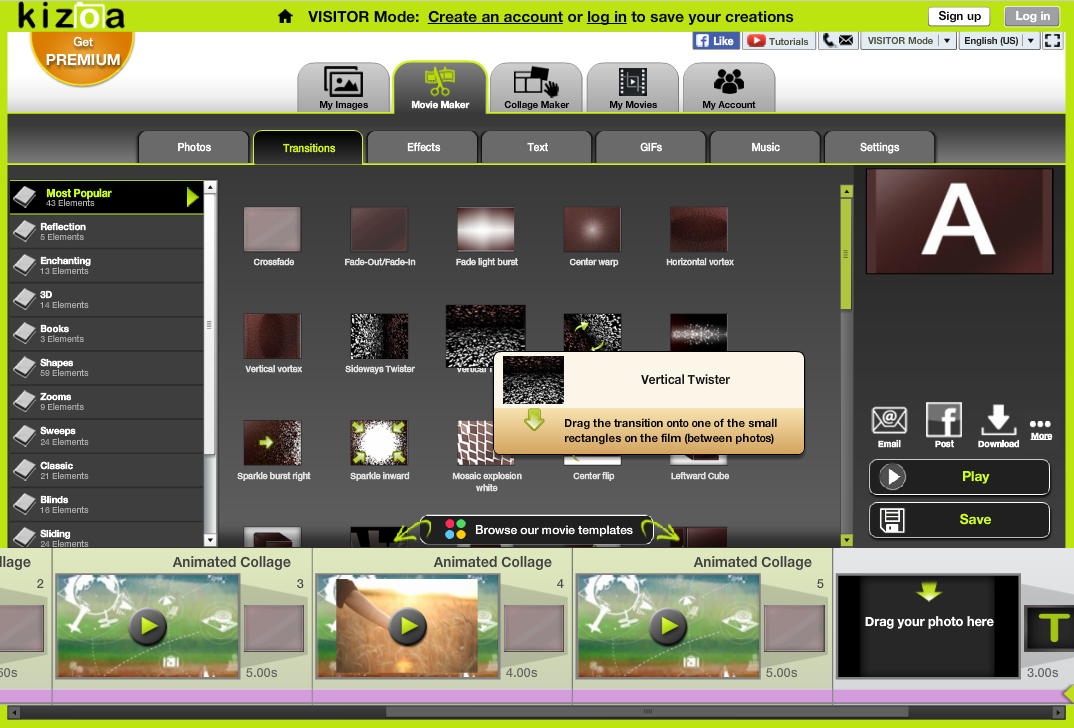 kizoa
VISITOR Mode: Create an account or log in to save your creations
Sign up
Log in
Get
PREMIUM
Like
Tutorials
VISITOR Mode
English (US)
My Images
Movie Maker
Collage Maker
My Movies
My Account
Photos
Transitions
Effects
Text
GIFs
Music
Settings
Most Popular
43 Elements
Reflection
5 Elements
Enchanting
13 Elements
3D
14 Elements
Books
3 Elements
Shapes
59 Elements
Zooms
9 Elements
Sweeps
24 Elements
Classic
21 Elements
Blinds
16 Elements
Sliding
24 Elements
Crossfade
Fade-Out/Fade-In
Fade light burst
Center warp
Horizontal vortex
Vertical vortex
Sideways Twister
Vertical T
Vertical Twister
Drag the transition onto one of the small
rectangles on the film (between photos)
Sparkle burst right
Sparkle inward
Mosaic explosion
white
Center flip
Leftward Cube
Browse our movie templates
A
Email
Post
Download
More
Play
Save
llage
2
Animated Collage
3
Animated Collage
4
Animated Collage
5
Drag your photo here
T
50s
5.00s
4.00s
5.00s
3.00s